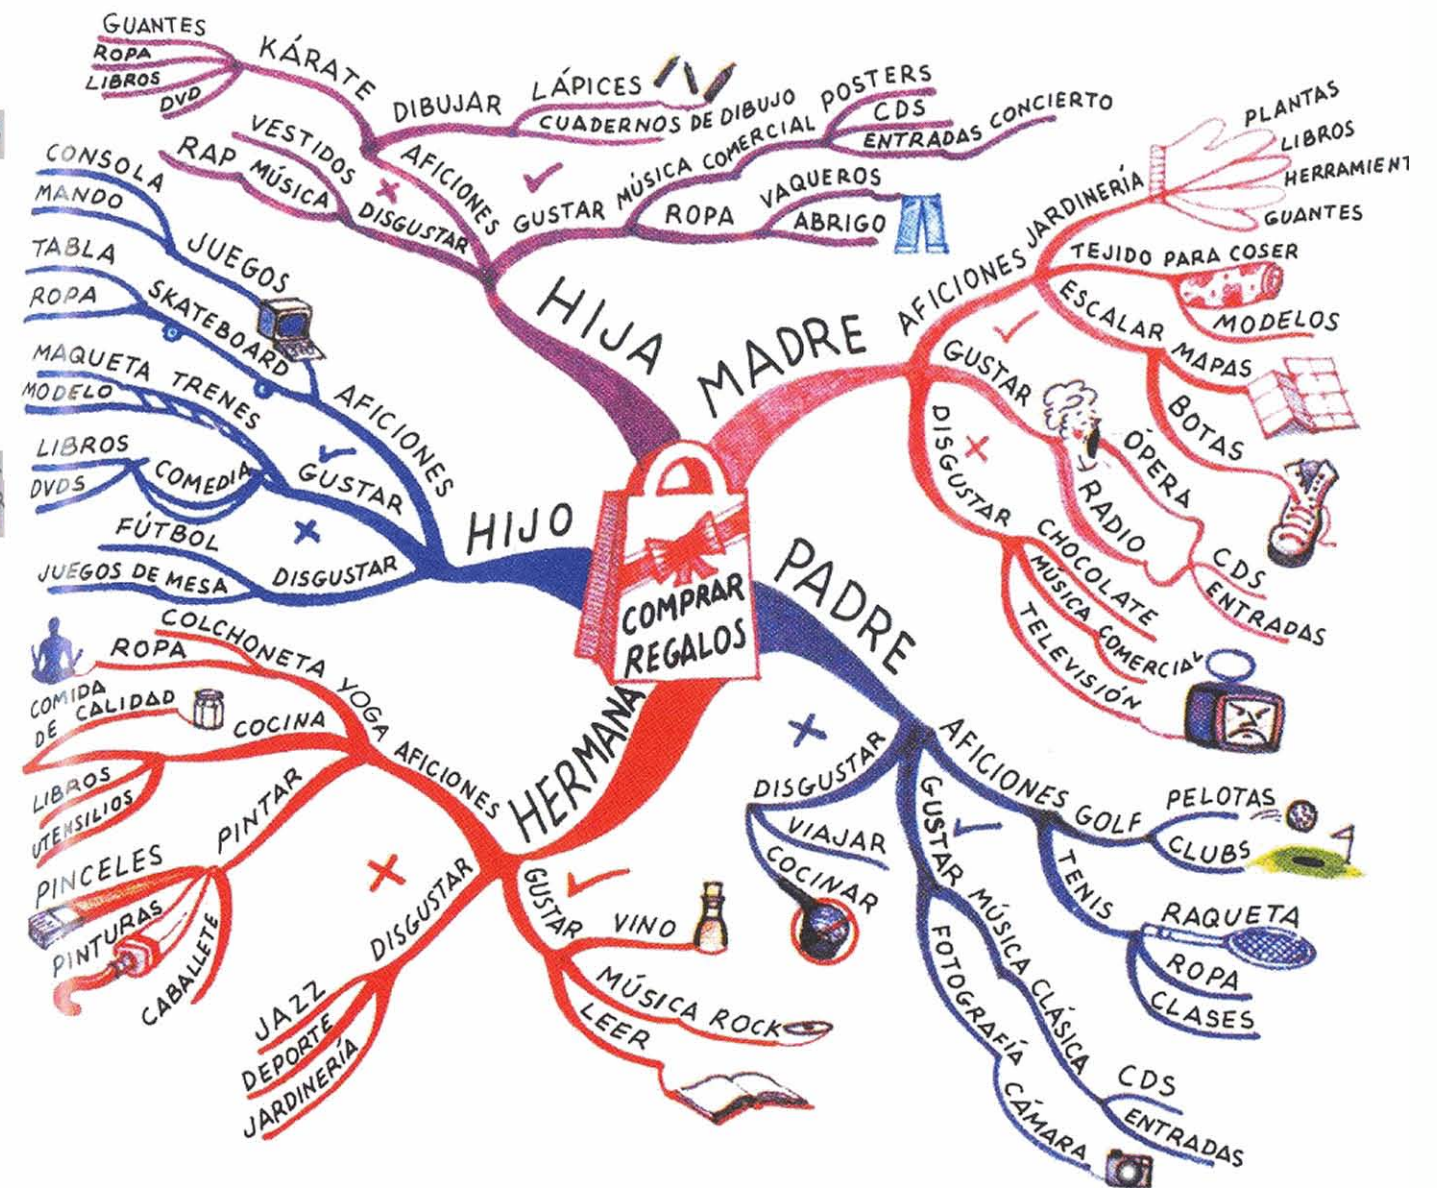 COMPRAR
REGALOS
HIJA
AFICIONES
KÁRATE
GUANTES
ROPA
LIBROS
DVD
DIBUJAR
LÁPICES
CUADERNOS DE DIBUJO
GUSTAR
MÚSICA COMERCIAL
POSTERS
CDS
ENTRADAS CONCIERTO
ROPA
VAQUEROS
ABRIGO
DISGUSTAR
VESTIDOS
MÚSICA
RAP
MADRE
AFICIONES
JARDINERÍA
PLANTAS
LIBROS
HERRAMIENT
GUANTES
TEJIDO PARA COSER
MODELOS
ESCALAR
MAPAS
BOTAS
GUSTAR
ÓPERA
RADIO
CDS
ENTRADAS
DISGUSTAR
CHOCOLATE
MÚSICA COMERCIAL
TELEVISIÓN
PADRE
AFICIONES
GOLF
PELOTAS
CLUBS
TENIS
RAQUETA
ROPA
CLASES
GUSTAR
MÚSICA CLÁSICA
CDS
ENTRADAS
FOTOGRAFÍA
CÁMARA
DISGUSTAR
VIAJAR
COCINAR
HERMANA
GUSTAR
VINO
MÚSICA ROCK
LEER
DISGUSTAR
JAZZ
DEPORTE
JARDINERÍA
AFICIONES
YOGA
COLCHONETA
ROPA
COCINA
COMIDA
DE CALIDAD
LIBROS
UTENSILIOS
PINTAR
PINCELES
PINTURAS
CABALLETE
HIJO
AFICIONES
JUEGOS
CONSOLA
MANDO
SKATEBOARD
TABLA
ROPA
GUSTAR
MAQUETA TRENES
MODELO
COMEDIA
LIBROS
DVDS
DISGUSTAR
FÚTBOL
JUEGOS DE MESA